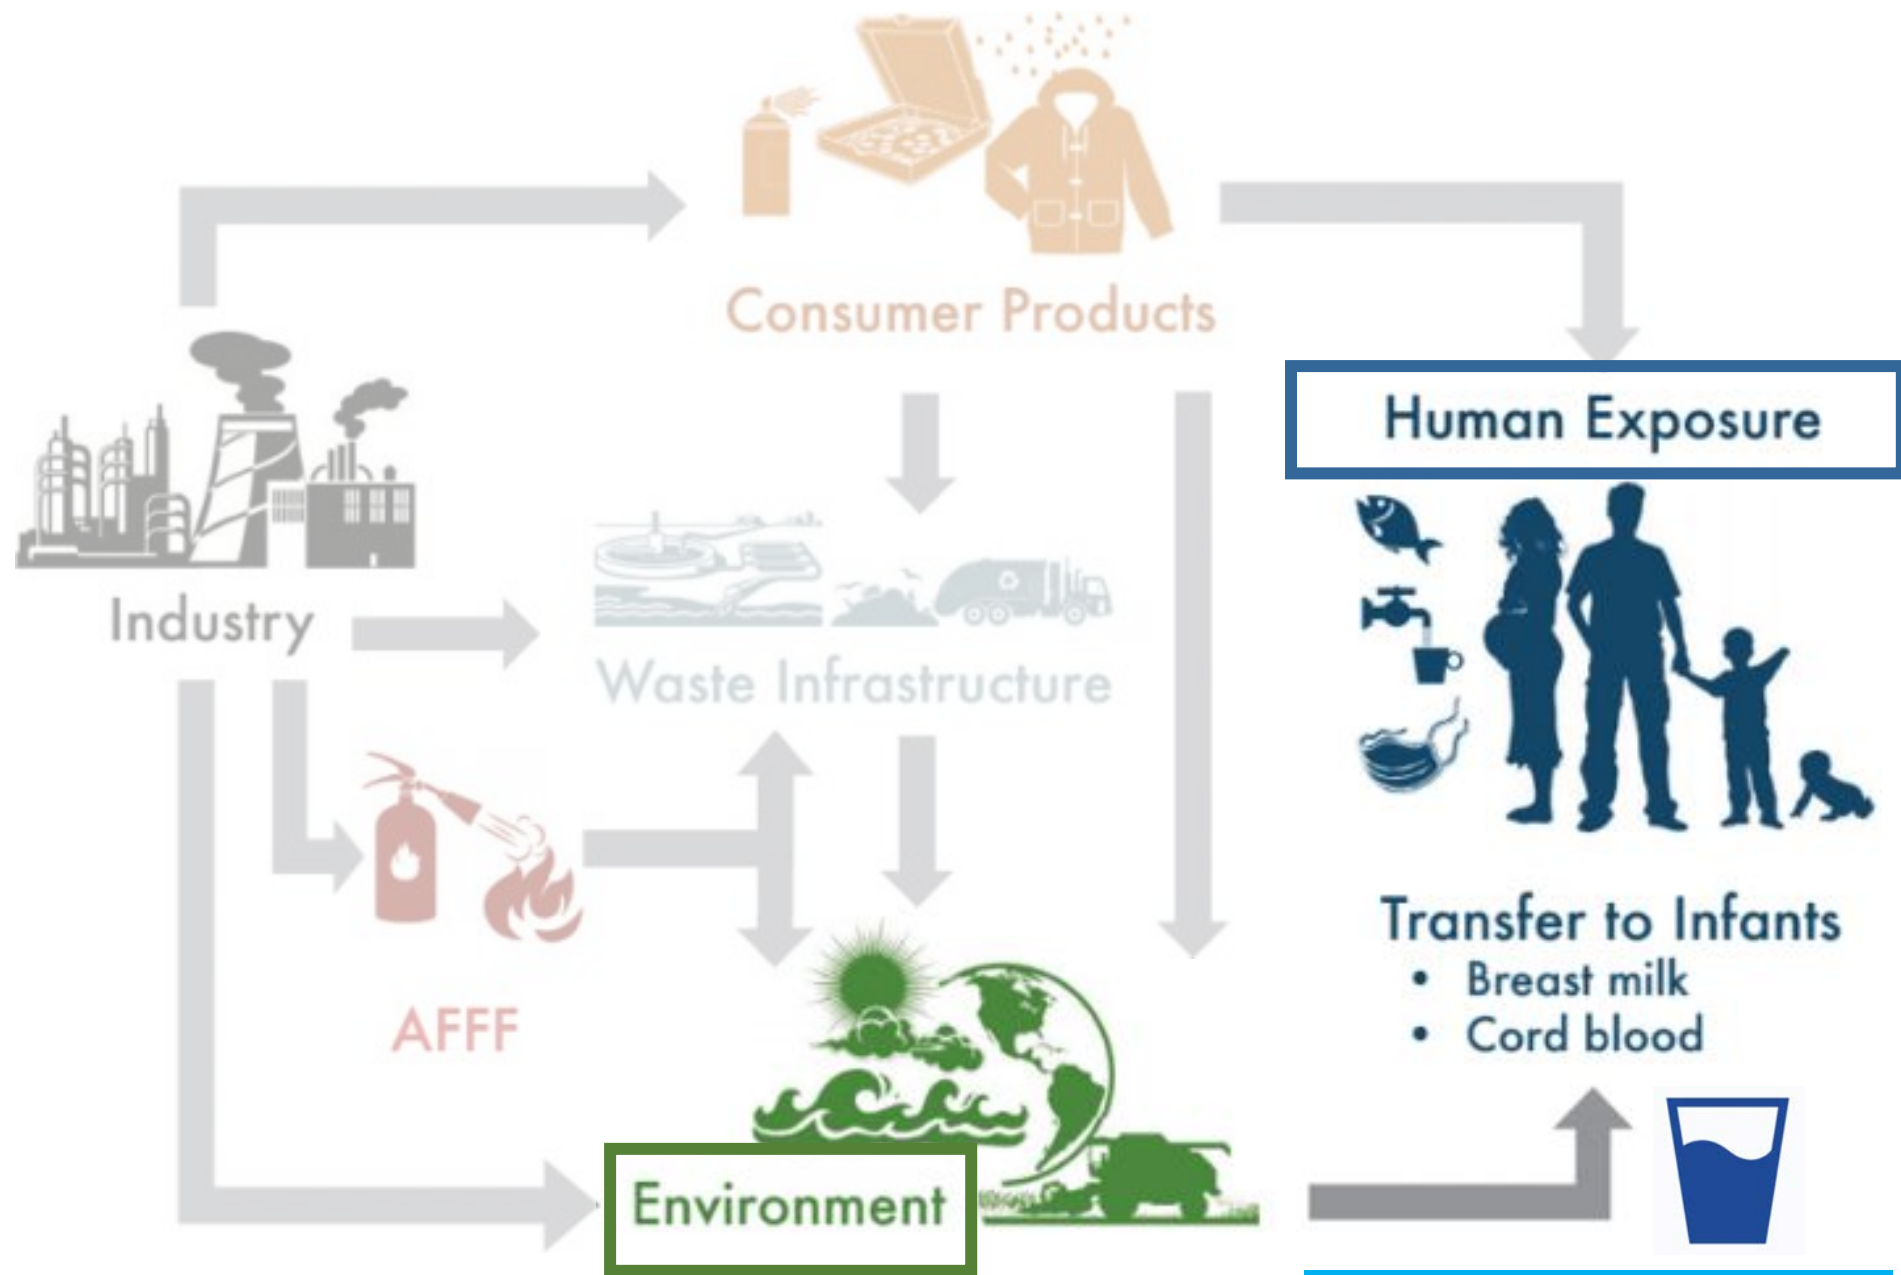 Consumer Products
Human Exposure
Industry
Waste Infrastructure
AFFF
Transfer to Infants
• Breast milk
• Cord blood
Environment